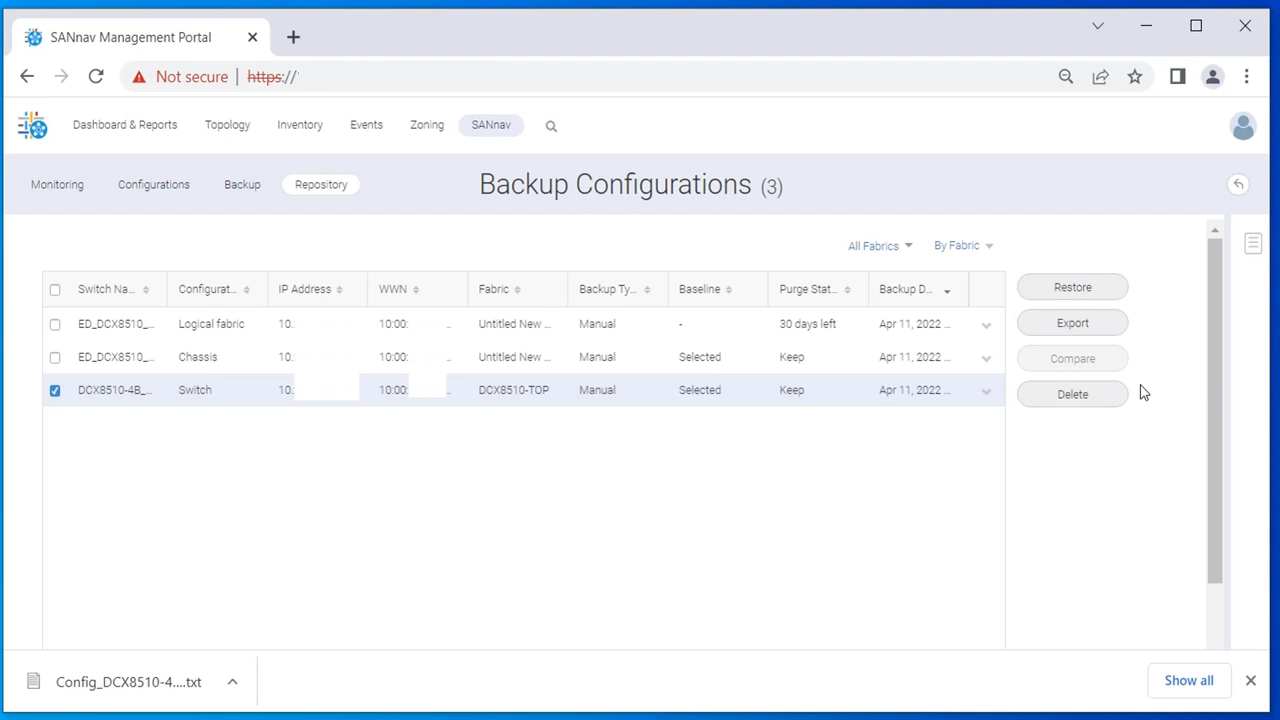 SANnav Management Portal
Not secure https://
Dashboard & Reports Topology Inventory Events Zoning SANnav
Monitoring Configurations Backup Repository Backup Configurations (3)
All Fabrics By Fabric
Switch Na... Configurat... IP Address WWN Fabric Backup Ty... Baseline Purge Stat... Backup D... Restore
ED_DCX8510_... Logical fabric 10. 10:00: .. Untitled New ... Manual - 30 days left Apr 11, 2022 ... Export
ED_DCX8510_... Chassis 10. 10:00: .. Untitled New ... Manual Selected Keep Apr 11, 2022 ... Compare
DCX8510-4B_... Switch 10. 10:00: .. DCX8510-TOP Manual Selected Keep Apr 11, 2022 ... Delete
Config_DCX8510-4....txt Show all